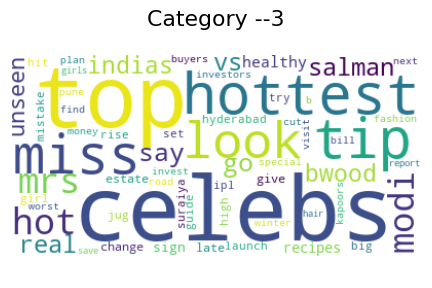 Category --3
hit plan indias vs healthy salman next
girls buyers investors
unseen top hottest
pune hyderabad try b
mistake find look tip fashion
money rise set cut visit bill
miss say go special bwood report
mrs estate invest suraiya guide ipl give
girl road high hair kapoors modi
hot celebs
worst jug winter
real change sign late launch recipes big
save